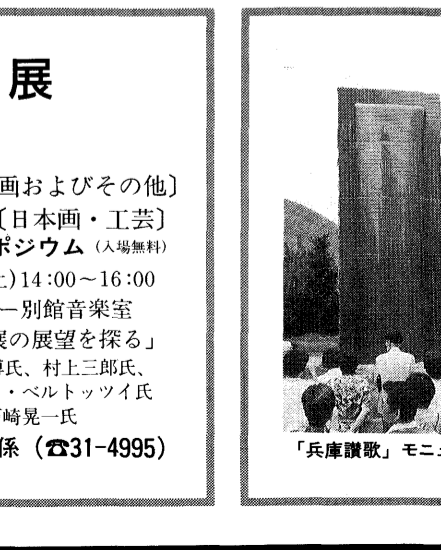 展
画およびその他〕
〔日本画・工芸〕
ポジウム（入場無料）
土)14:00～16:00
ー別館音楽室
展の展望を探る」
氏、村上三郎氏、
・ベルトッツイ氏
崎晃一氏
係（☎31-4995）
「兵庫讃歌」モニュ